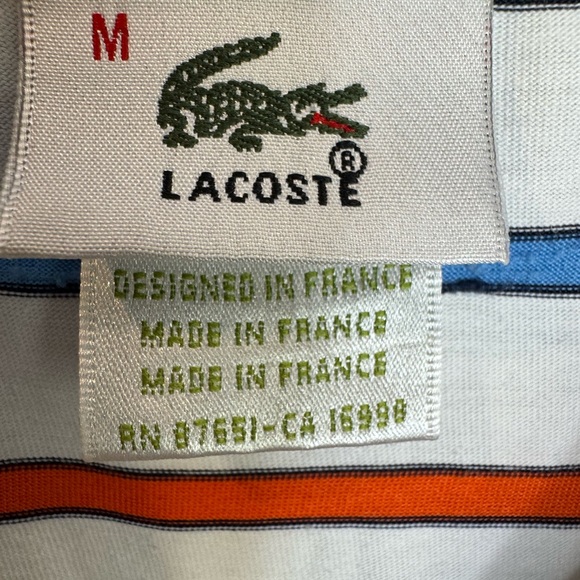 M
LACOSTE®
DESIGNED IN FRANCE
MADE IN FRANCE
MADE IN FRANCE
RN 87651-CA 16998